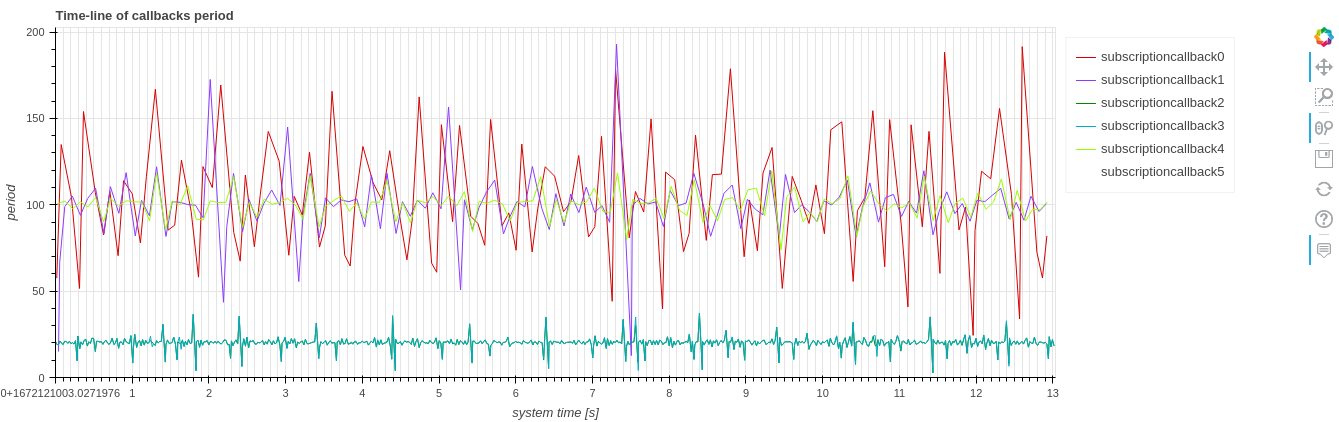 Time-line of callbacks period
200
150
100
50
0
period
0+1672121003.0271976 1 2 3 4 5 6 7 8 9 10 11 12 13
system time [s]
subscriptioncallback0
subscriptioncallback1
subscriptioncallback2
subscriptioncallback3
subscriptioncallback4
subscriptioncallback5